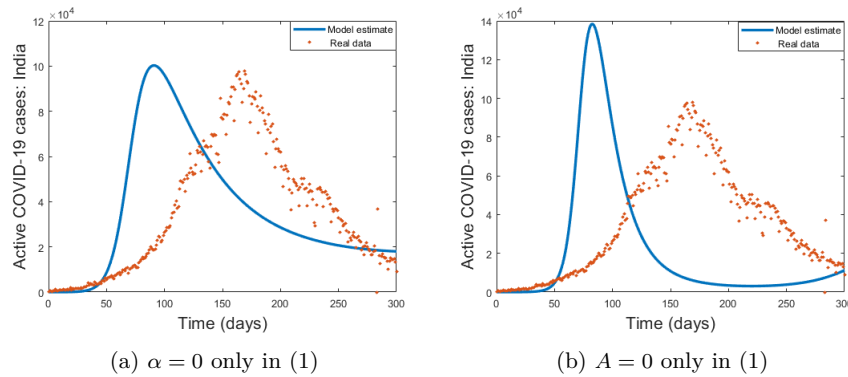 ×10⁴
Model estimate
Real data
Active COVID-19 cases: India
12
10
8
6
4
2
0
0 50 100 150 200 250 300
Time (days)
(a) α = 0 only in (1)
×10⁴
Model estimate
Real data
Active COVID-19 cases: India
14
12
10
8
6
4
2
0
0 50 100 150 200 250 300
Time (days)
(b) A = 0 only in (1)